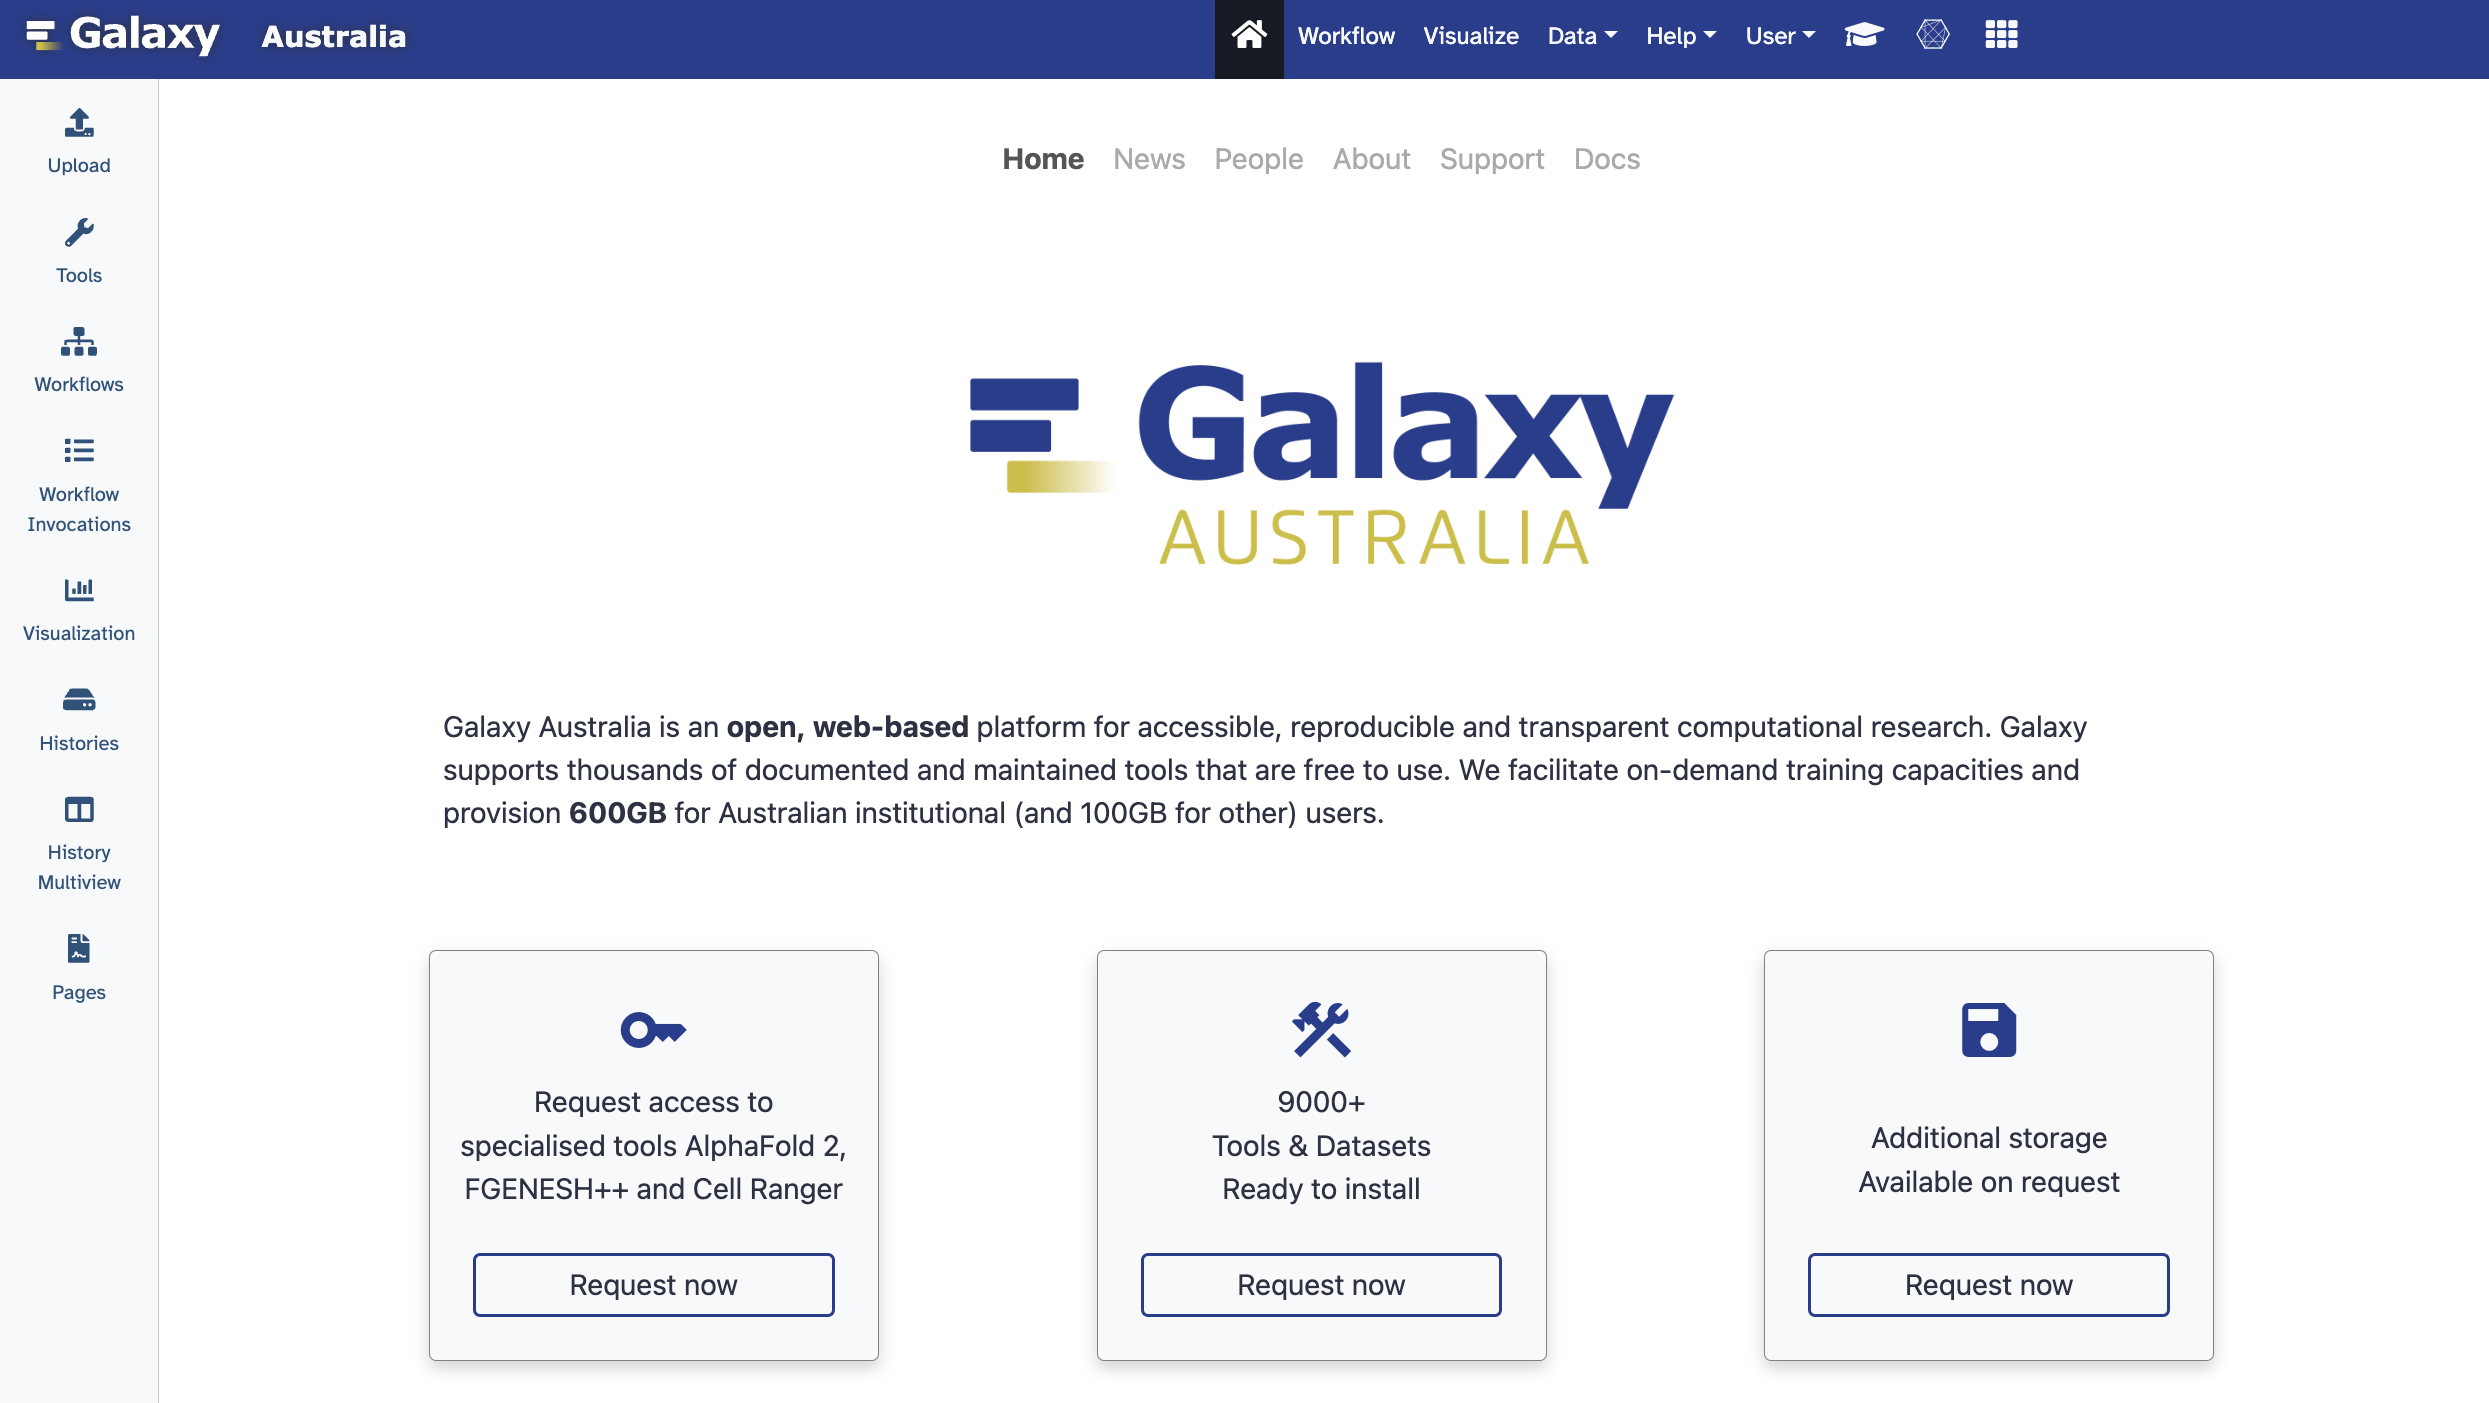 Galaxy Australia
Workflow Visualize Data Help User
Upload
Tools
Workflows
Workflow
Invocations
Visualization
Histories
History
Multiview
Pages
Home News People About Support Docs
Galaxy
AUSTRALIA
Galaxy Australia is an open, web-based platform for accessible, reproducible and transparent computational research. Galaxy
supports thousands of documented and maintained tools that are free to use. We facilitate on-demand training capacities and
provision 600GB for Australian institutional (and 100GB for other) users.
Request access to
specialised tools AlphaFold 2,
FGENESH++ and Cell Ranger
Request now
9000+
Tools & Datasets
Ready to install
Request now
Additional storage
Available on request
Request now